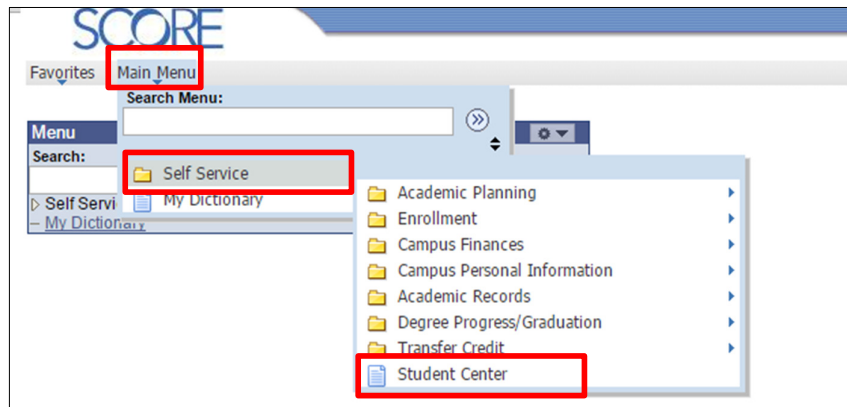 SCORE
Favorites Main Menu
Search Menu:
Menu
Search:
Self Service
My Dictionary
Self Servi
My Dictionary
Academic Planning
Enrollment
Campus Finances
Campus Personal Information
Academic Records
Degree Progress/Graduation
Transfer Credit
Student Center